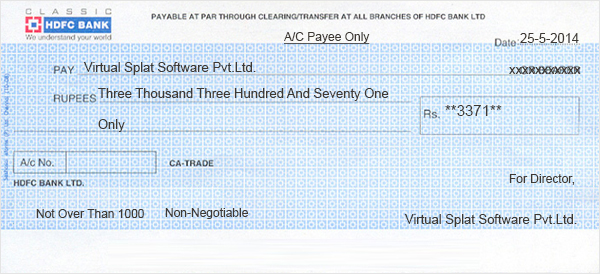 CLASSIC
HDFC BANK
We understand your world
PAYABLE AT PAR THROUGH CLEARING/TRANSFER AT ALL BRANCHES OF HDFC BANK LTD
A/C Payee Only
Date 25-5-2014
PAY Virtual Splat Software Pvt.Ltd.
RUPEES Three Thousand Three Hundred And Seventy One
Rs. **3371**
Only
A/c No.
CA-TRADE
HDFC BANK LTD.
For Director,
Not Over Than 1000 Non-Negotiable
Virtual Splat Software Pvt.Ltd.